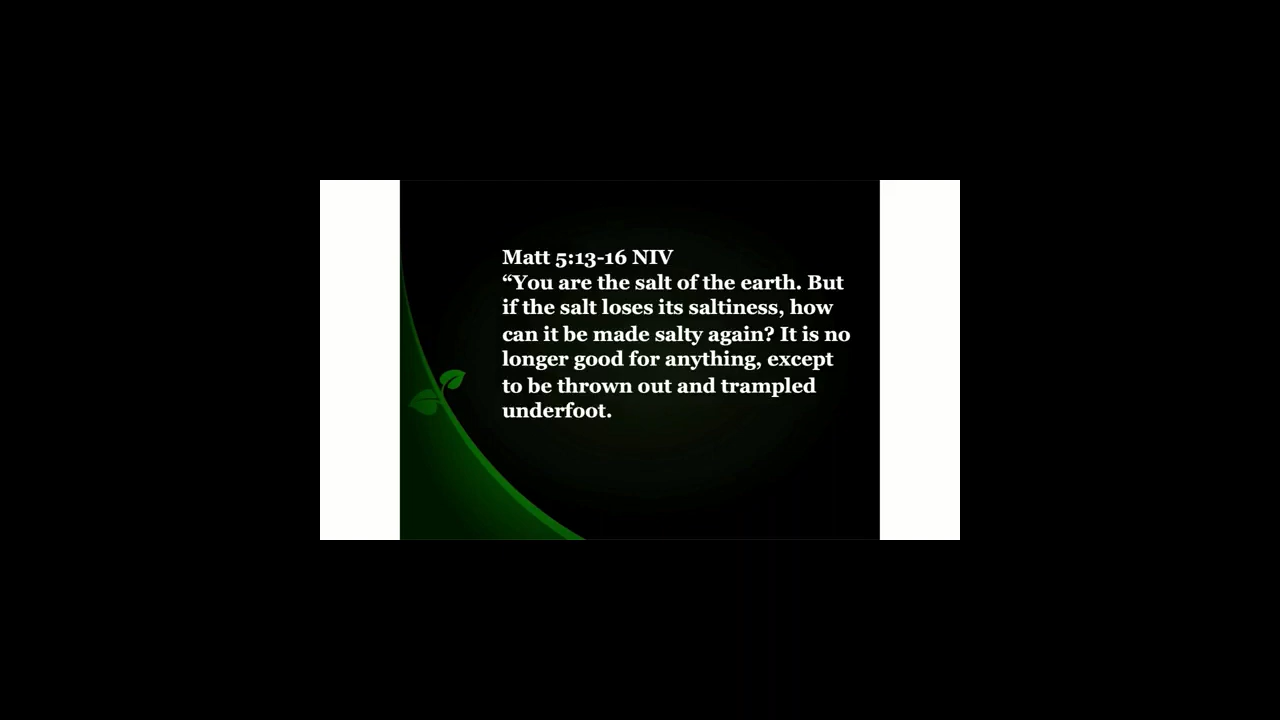 Matt 5:13-16 NIV
“You are the salt of the earth. But
if the salt loses its saltiness, how
can it be made salty again? It is no
longer good for anything, except
to be thrown out and trampled
underfoot.